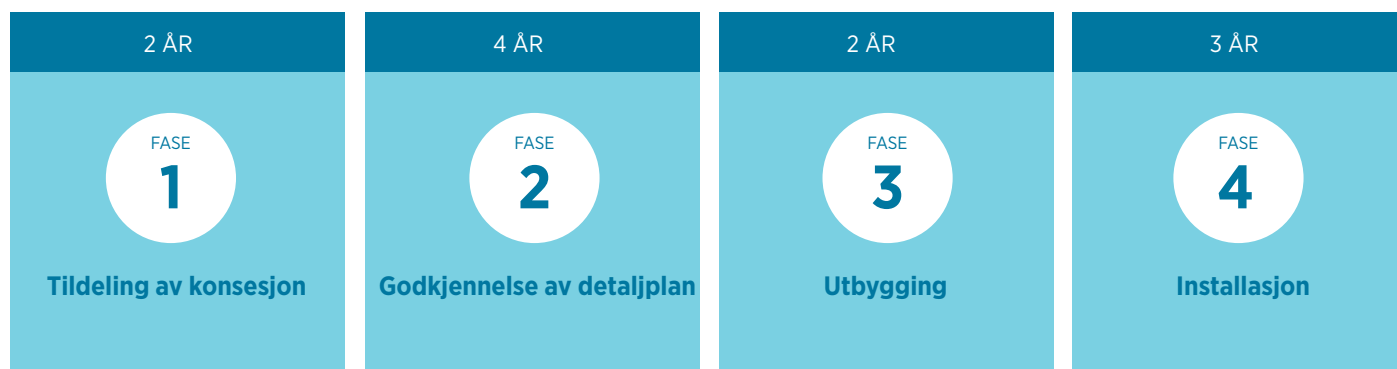 2 ÅR
FASE
1
Tildeling av konsesjon
4 ÅR
FASE
2
Godkjennelse av detaljplan
2 ÅR
FASE
3
Utbygging
3 ÅR
FASE
4
Installasjon